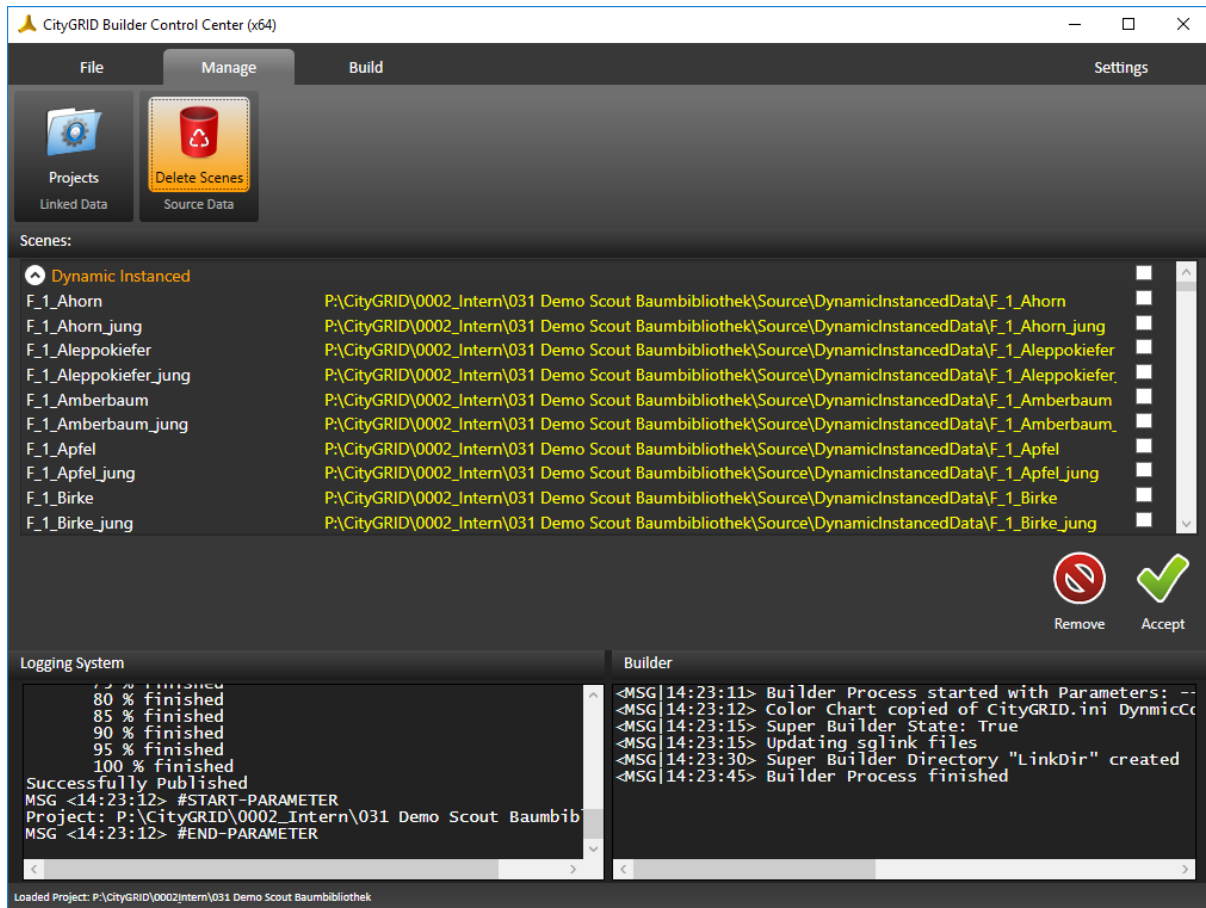 CityGRID Builder Control Center (x64)
File Manage Build Settings
Projects Delete Scenes
Linked Data Source Data
Scenes:
Dynamic Instanced
F_1_Ahorn P:\CityGRID\0002_Intern\031 Demo Scout Baumbibliothek\Source\DynamicInstancedData\F_1_Ahorn
F_1_Ahorn_jung P:\CityGRID\0002_Intern\031 Demo Scout Baumbibliothek\Source\DynamicInstancedData\F_1_Ahorn_jung
F_1_Aleppokiefer P:\CityGRID\0002_Intern\031 Demo Scout Baumbibliothek\Source\DynamicInstancedData\F_1_Aleppokiefer
F_1_Aleppokiefer_jung P:\CityGRID\0002_Intern\031 Demo Scout Baumbibliothek\Source\DynamicInstancedData\F_1_Aleppokiefer_
F_1_Amberbaum P:\CityGRID\0002_Intern\031 Demo Scout Baumbibliothek\Source\DynamicInstancedData\F_1_Amberbaum
F_1_Amberbaum_jung P:\CityGRID\0002_Intern\031 Demo Scout Baumbibliothek\Source\DynamicInstancedData\F_1_Amberbaum_
F_1_Apfel P:\CityGRID\0002_Intern\031 Demo Scout Baumbibliothek\Source\DynamicInstancedData\F_1_Apfel
F_1_Apfel_jung P:\CityGRID\0002_Intern\031 Demo Scout Baumbibliothek\Source\DynamicInstancedData\F_1_Apfel_jung
F_1_Birke P:\CityGRID\0002_Intern\031 Demo Scout Baumbibliothek\Source\DynamicInstancedData\F_1_Birke
F_1_Birke_jung P:\CityGRID\0002_Intern\031 Demo Scout Baumbibliothek\Source\DynamicInstancedData\F_1_Birke_jung
Remove Accept
Logging System
75 % finished
80 % finished
85 % finished
90 % finished
95 % finished
100 % finished
Successfully Published
MSG <14:23:12> #START-PARAMETER
Project: P:\CityGRID\0002_Intern\031 Demo Scout Baumbibl
MSG <14:23:12> #END-PARAMETER
Builder
<MSG|14:23:11> Builder Process started with Parameters: --
<MSG|14:23:12> Color Chart copied of CityGRID.ini DynmicCo
<MSG|14:23:15> Super Builder State: True
<MSG|14:23:15> Updating sglink files
<MSG|14:23:30> Super Builder Directory "LinkDir" created
<MSG|14:23:45> Builder Process finished
Loaded Project: P:\CityGRID\0002Intern\031 Demo Scout Baumbibliothek